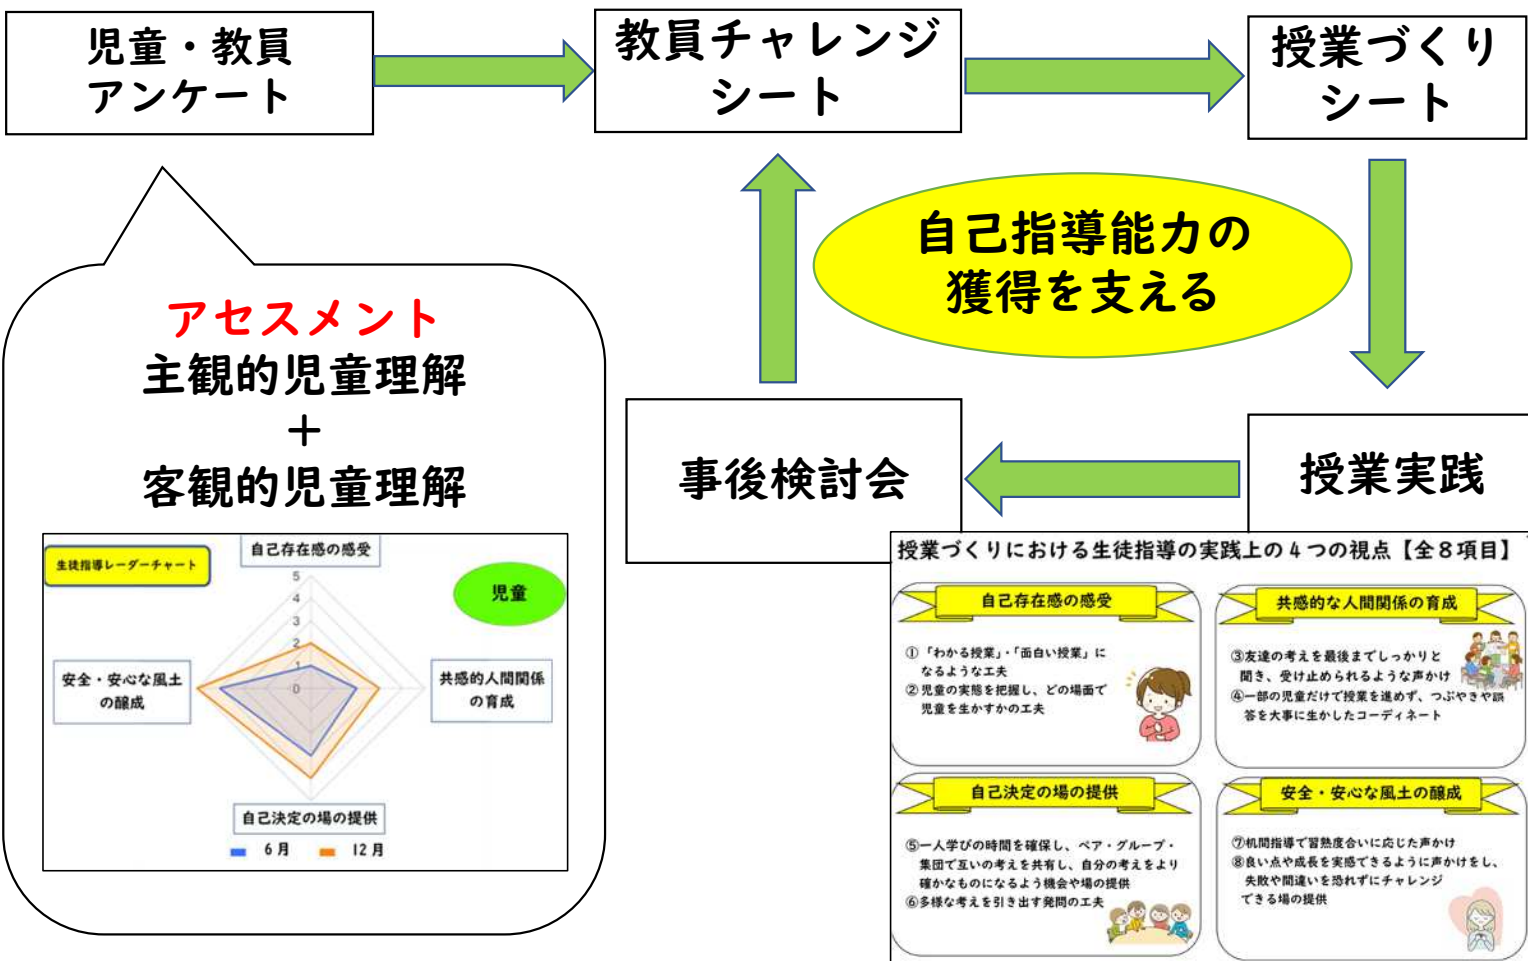 児童・教員
アンケート
教員チャレンジ
シート
授業づくり
シート
自己指導能力の
獲得を支える
アセスメント
主観的児童理解
＋
客観的児童理解
事後検討会
授業実践
生徒指導レーダーチャート
自己存在感の感受
児童
5
4
3
2
1
0
安全・安心な風土
の醸成
共感的人間関係
の育成
自己決定の場の提供
6月
12月
授業づくりにおける生徒指導の実践上の4つの視点【全8項目】
自己存在感の感受
①「わかる授業」・「面白い授業」に
なるような工夫
②児童の実態を把握し、どの場面で
児童を生かすかの工夫
共感的な人間関係の育成
③友達の考えを最後までしっかりと
聞き、受け止められるような声かけ
④一部の児童だけで授業を進めず、つぶやきや誤
答を大事に生かしたコーディネート
自己決定の場の提供
⑤一人学びの時間を確保し、ペア・グループ・
集団で互いの考えを共有し、自分の考えをより
確かなものになるよう機会や場の提供
⑥多様な考えを引き出す発問の工夫
安全・安心な風土の醸成
⑦机間指導で習熟度合いに応じた声かけ
⑧良い点や成長を実感できるように声かけをし、
失敗や間違いを恐れずにチャレンジ
できる場の提供